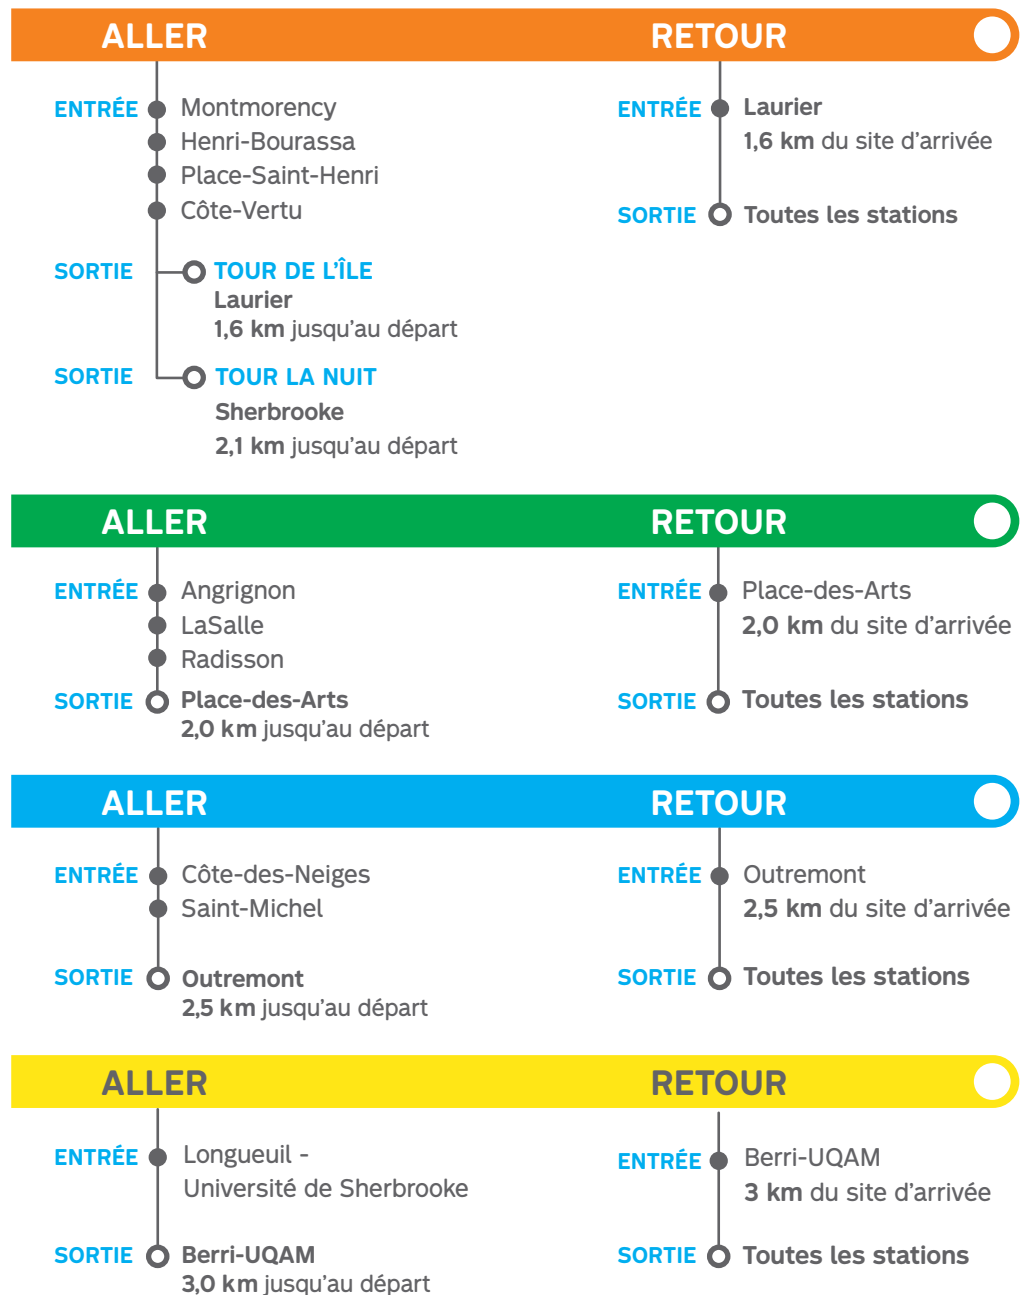 ALLER
RETOUR
ENTRÉE
Montmorency
Henri-Bourassa
Place-Saint-Henri
Côte-Vertu
SORTIE
TOUR DE L'ÎLE
Laurier
1,6 km jusqu'au départ
SORTIE
TOUR LA NUIT
Sherbrooke
2,1 km jusqu'au départ
ENTRÉE
Laurier
1,6 km du site d'arrivée
SORTIE
Toutes les stations
ALLER
RETOUR
ENTRÉE
Angrignon
LaSalle
Radisson
SORTIE
Place-des-Arts
2,0 km jusqu'au départ
ENTRÉE
Place-des-Arts
2,0 km du site d'arrivée
SORTIE
Toutes les stations
ALLER
RETOUR
ENTRÉE
Côte-des-Neiges
Saint-Michel
SORTIE
Outremont
2,5 km jusqu'au départ
ENTRÉE
Outremont
2,5 km du site d'arrivée
SORTIE
Toutes les stations
ALLER
RETOUR
ENTRÉE
Longueuil -
Université de Sherbrooke
SORTIE
Berri-UQAM
3,0 km jusqu'au départ
ENTRÉE
Berri-UQAM
3 km du site d'arrivée
SORTIE
Toutes les stations